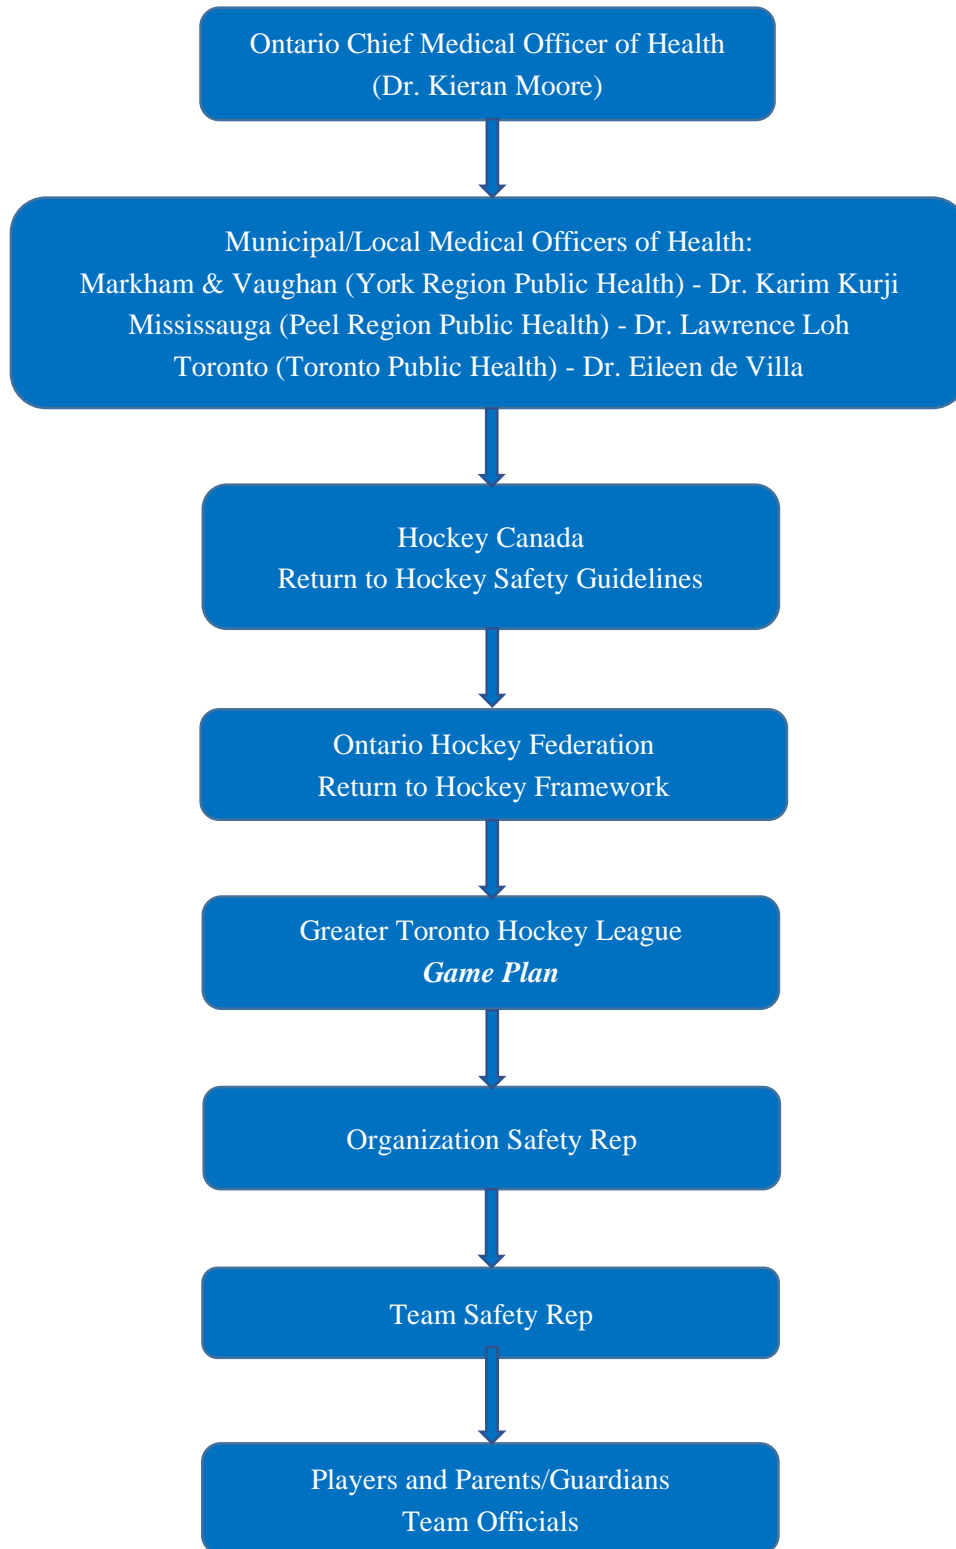 Ontario Chief Medical Officer of Health
(Dr. Kieran Moore)
Municipal/Local Medical Officers of Health:
Markham & Vaughan (York Region Public Health) - Dr. Karim Kurji
Mississauga (Peel Region Public Health) - Dr. Lawrence Loh
Toronto (Toronto Public Health) - Dr. Eileen de Villa
Hockey Canada
Return to Hockey Safety Guidelines
Ontario Hockey Federation
Return to Hockey Framework
Greater Toronto Hockey League
Game Plan
Organization Safety Rep
Team Safety Rep
Players and Parents/Guardians
Team Officials